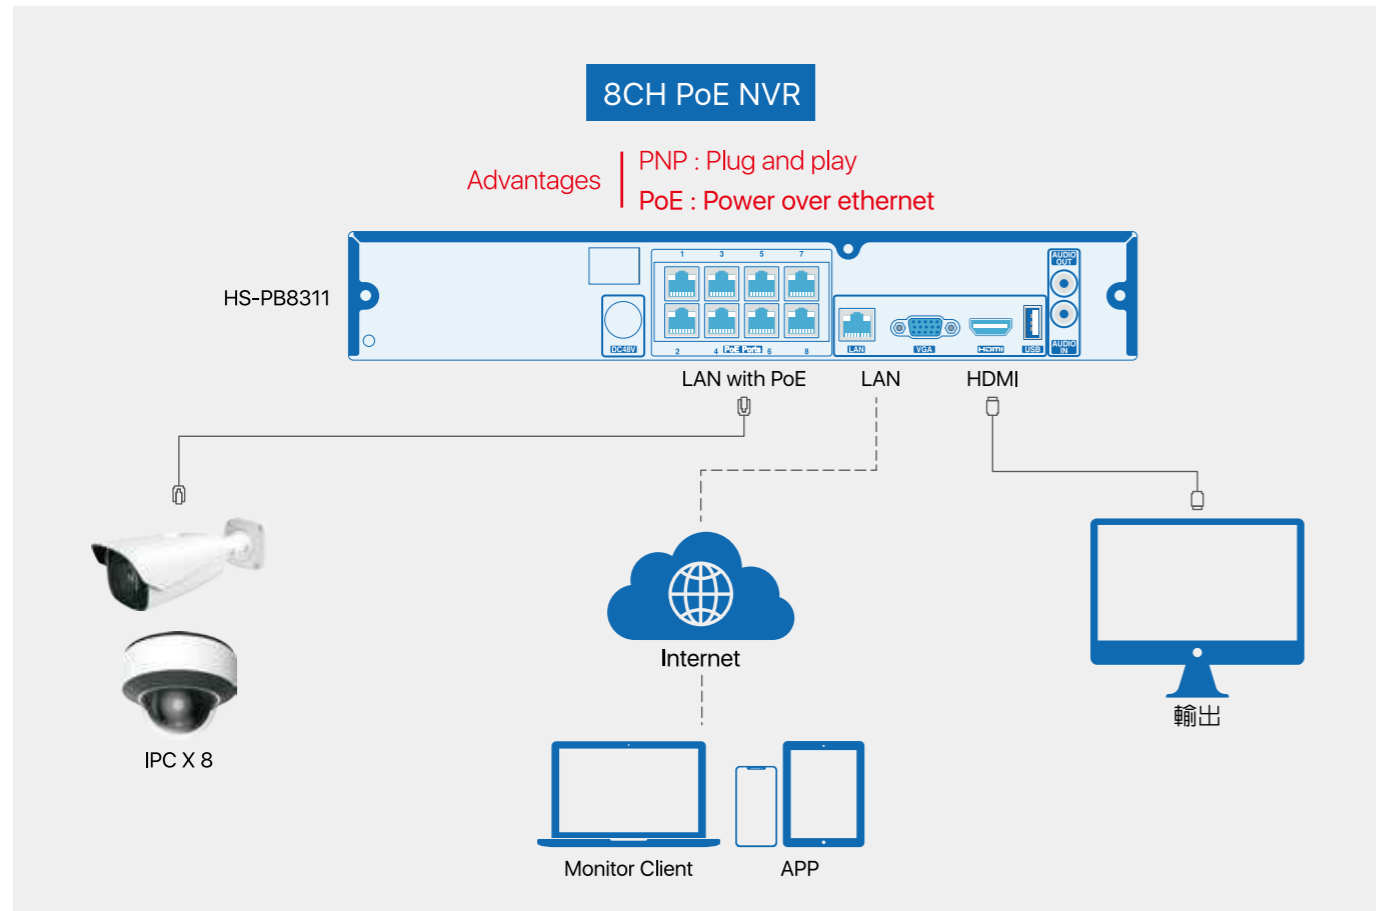 8CH PoE NVR
Advantages
PNP : Plug and play
PoE : Power over ethernet
HS-PB8311
1 3 5 7
AUDIO
OUT
DC48V
2 4 PoE Ports 6 8
LAN
VGA
HDMI
USB
AUDIO
IN
LAN with PoE
LAN
HDMI
Internet
輸出
IPC X 8
Monitor Client
APP